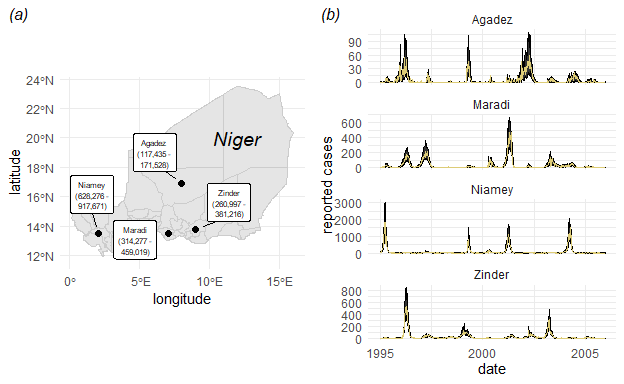 (a)
24°N
22°N
20°N
18°N
16°N
14°N
12°N
latitude
Niger
Agadez
(117,435 -
171,528)
Niamey
(628,276 -
917,671)
Zinder
(260,997 -
381,216)
Maradi
(314,277 -
459,019)
0°
5°E
10°E
15°E
longitude
(b)
reported cases
Agadez
90
60
30
0
Maradi
600
400
200
0
Niamey
3000
2000
1000
0
Zinder
800
600
400
200
0
1995
2000
2005
date